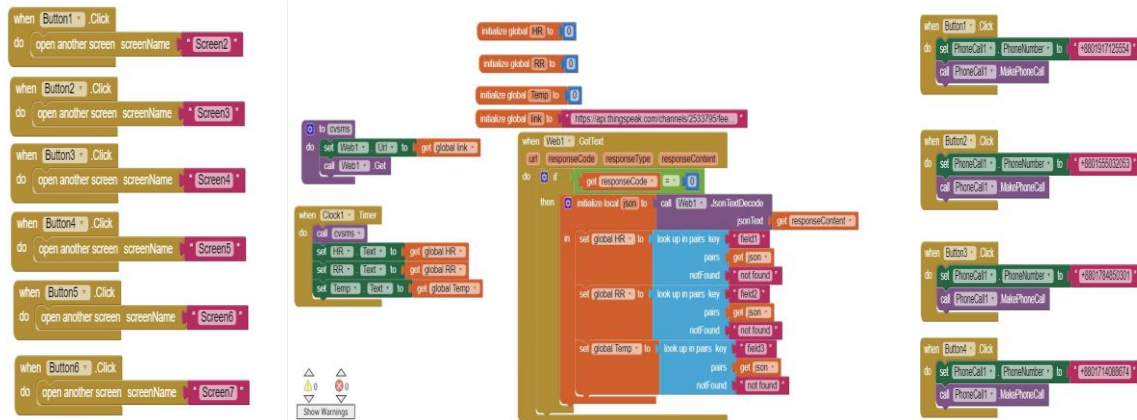 when Button1 .Click
do open another screen screenName " Screen2 "
when Button2 .Click
do open another screen screenName " Screen3 "
when Button3 .Click
do open another screen screenName " Screen4 "
when Button4 .Click
do open another screen screenName " Screen5 "
when Button5 .Click
do open another screen screenName " Screen6 "
when Button6 .Click
do open another screen screenName " Screen7 "
initialize global HR to 0
initialize global RR to 0
initialize global Temp to 0
initialize global link to " https://api.thingspeak.com/channels/2533795/fee... "
to cvsms
do set Web1 . Url to get global link
call Web1 .Get
when Clock1 .Timer
do call cvsms
set HR . Text to get global HR
set RR . Text to get global RR
set Temp . Text to get global Temp
0 0
Show Warnings
when Web1 .GotText
url responseCode responseType responseContent
do if get responseCode = 0
then initialize local json to call Web1 .JsonTextDecode
jsonText get responseContent
in set global HR to look up in pairs key " field1 "
pairs get json
notFound " not found "
set global RR to look up in pairs key " field2 "
pairs get json
notFound " not found "
set global Temp to look up in pairs key " field3 "
pairs get json
notFound " not found "
when Button1 .Click
do set PhoneCall1 . PhoneNumber to " +8801917125554 "
call PhoneCall1 .MakePhoneCall
when Button2 .Click
do set PhoneCall1 . PhoneNumber to " +8801555032053 "
call PhoneCall1 .MakePhoneCall
when Button3 .Click
do set PhoneCall1 . PhoneNumber to " +8801784850301 "
call PhoneCall1 .MakePhoneCall
when Button4 .Click
do set PhoneCall1 . PhoneNumber to " +8801714088674 "
call PhoneCall1 .MakePhoneCall